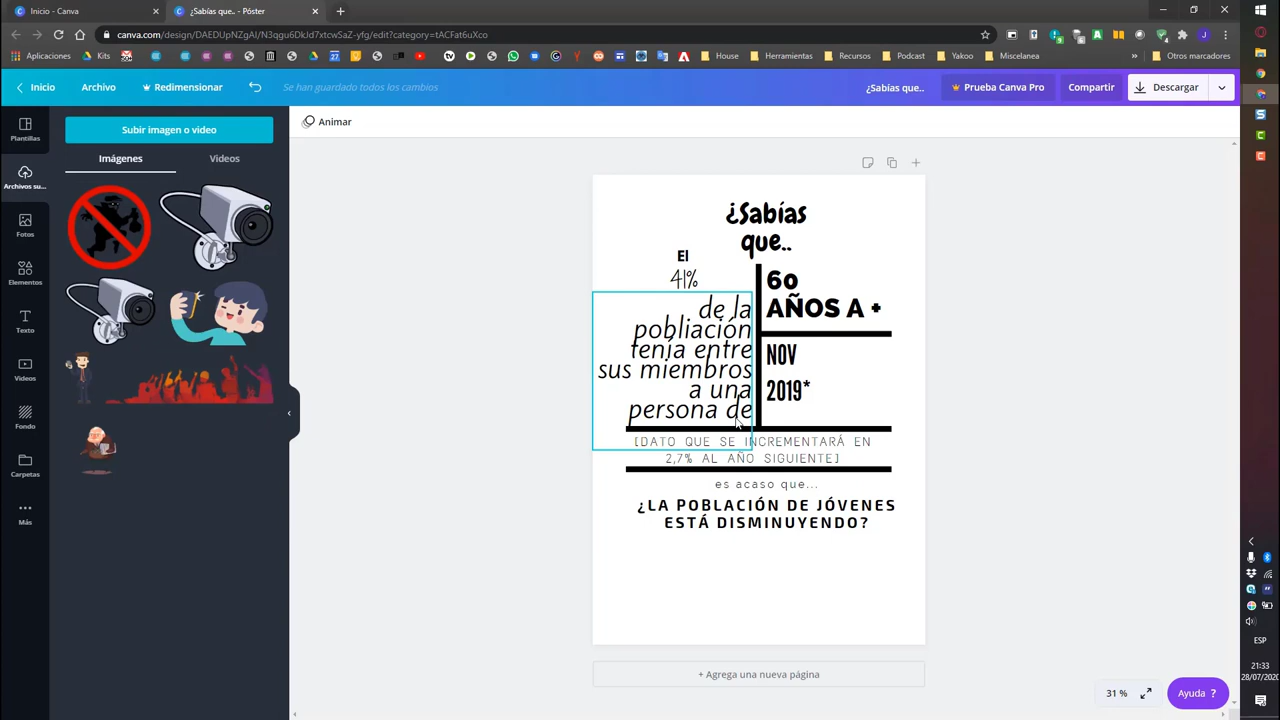 Inicio - Canva
¿Sabías que.. - Póster
canva.com/design/DAEDUpNZgAI/N3qgu6DkJd7xtcwSaZ-yfg/edit?category=tACFat6uXco
Aplicaciones
Kits
House
Herramientas
Recursos
Podcast
Yakoo
Miscelanea
»
Otros marcadores
Inicio
Archivo
Redimensionar
Se han guardado todos los cambios
¿Sabías que..
Prueba Canva Pro
Compartir
Descargar
Plantillas
Archivos su...
Fotos
Elementos
Texto
Videos
Fondo
Carpetas
Más
Subir imagen o video
Imágenes
Videos
Animar
¿Sabías
que..
El
41%
de la
pobliación
tenía entre
sus miembros
a una
persona de
60
AÑOS A +
NOV
2019*
[DATO QUE SE INCREMENTARÁ EN
2,7% AL AÑO SIGUIENTE]
es acaso que...
¿LA POBLACIÓN DE JÓVENES
ESTÁ DISMINUYENDO?
+ Agrega una nueva página
31 %
Ayuda ?
ESP
21:33
28/07/2020